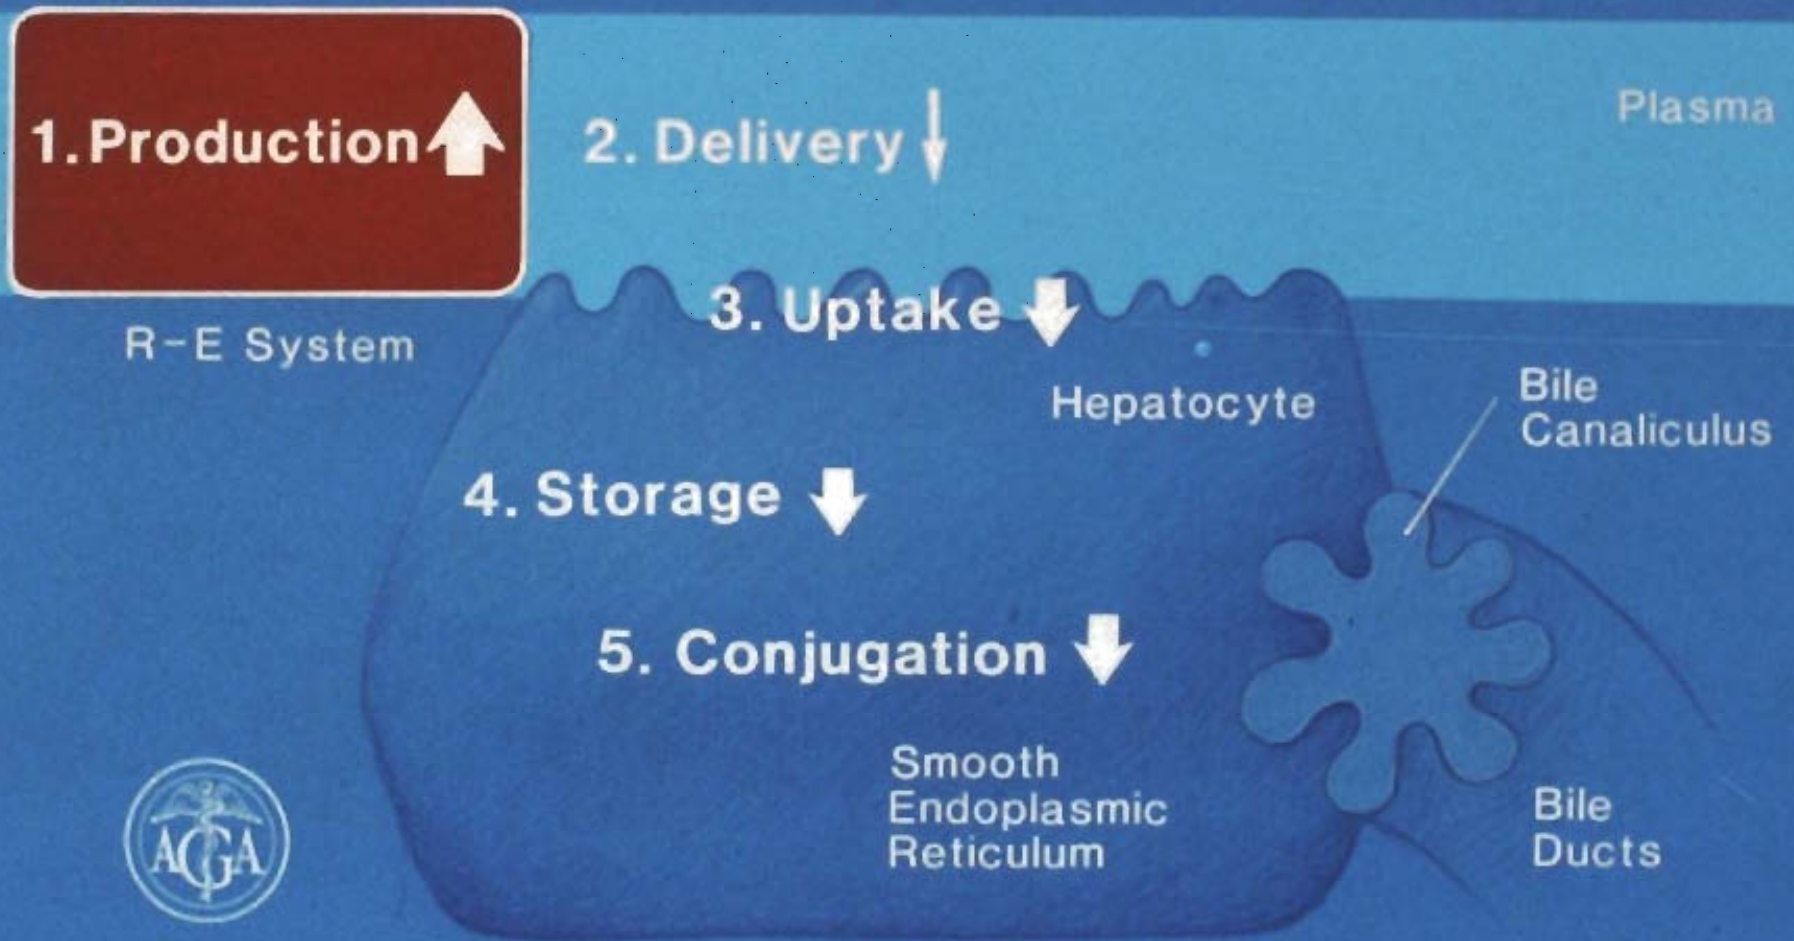 1. Production
2. Delivery
Plasma
R-E System
3. Uptake
Hepatocyte
Bile
Canaliculus
4. Storage
5. Conjugation
Smooth
Endoplasmic
Reticulum
Bile
Ducts
AGA